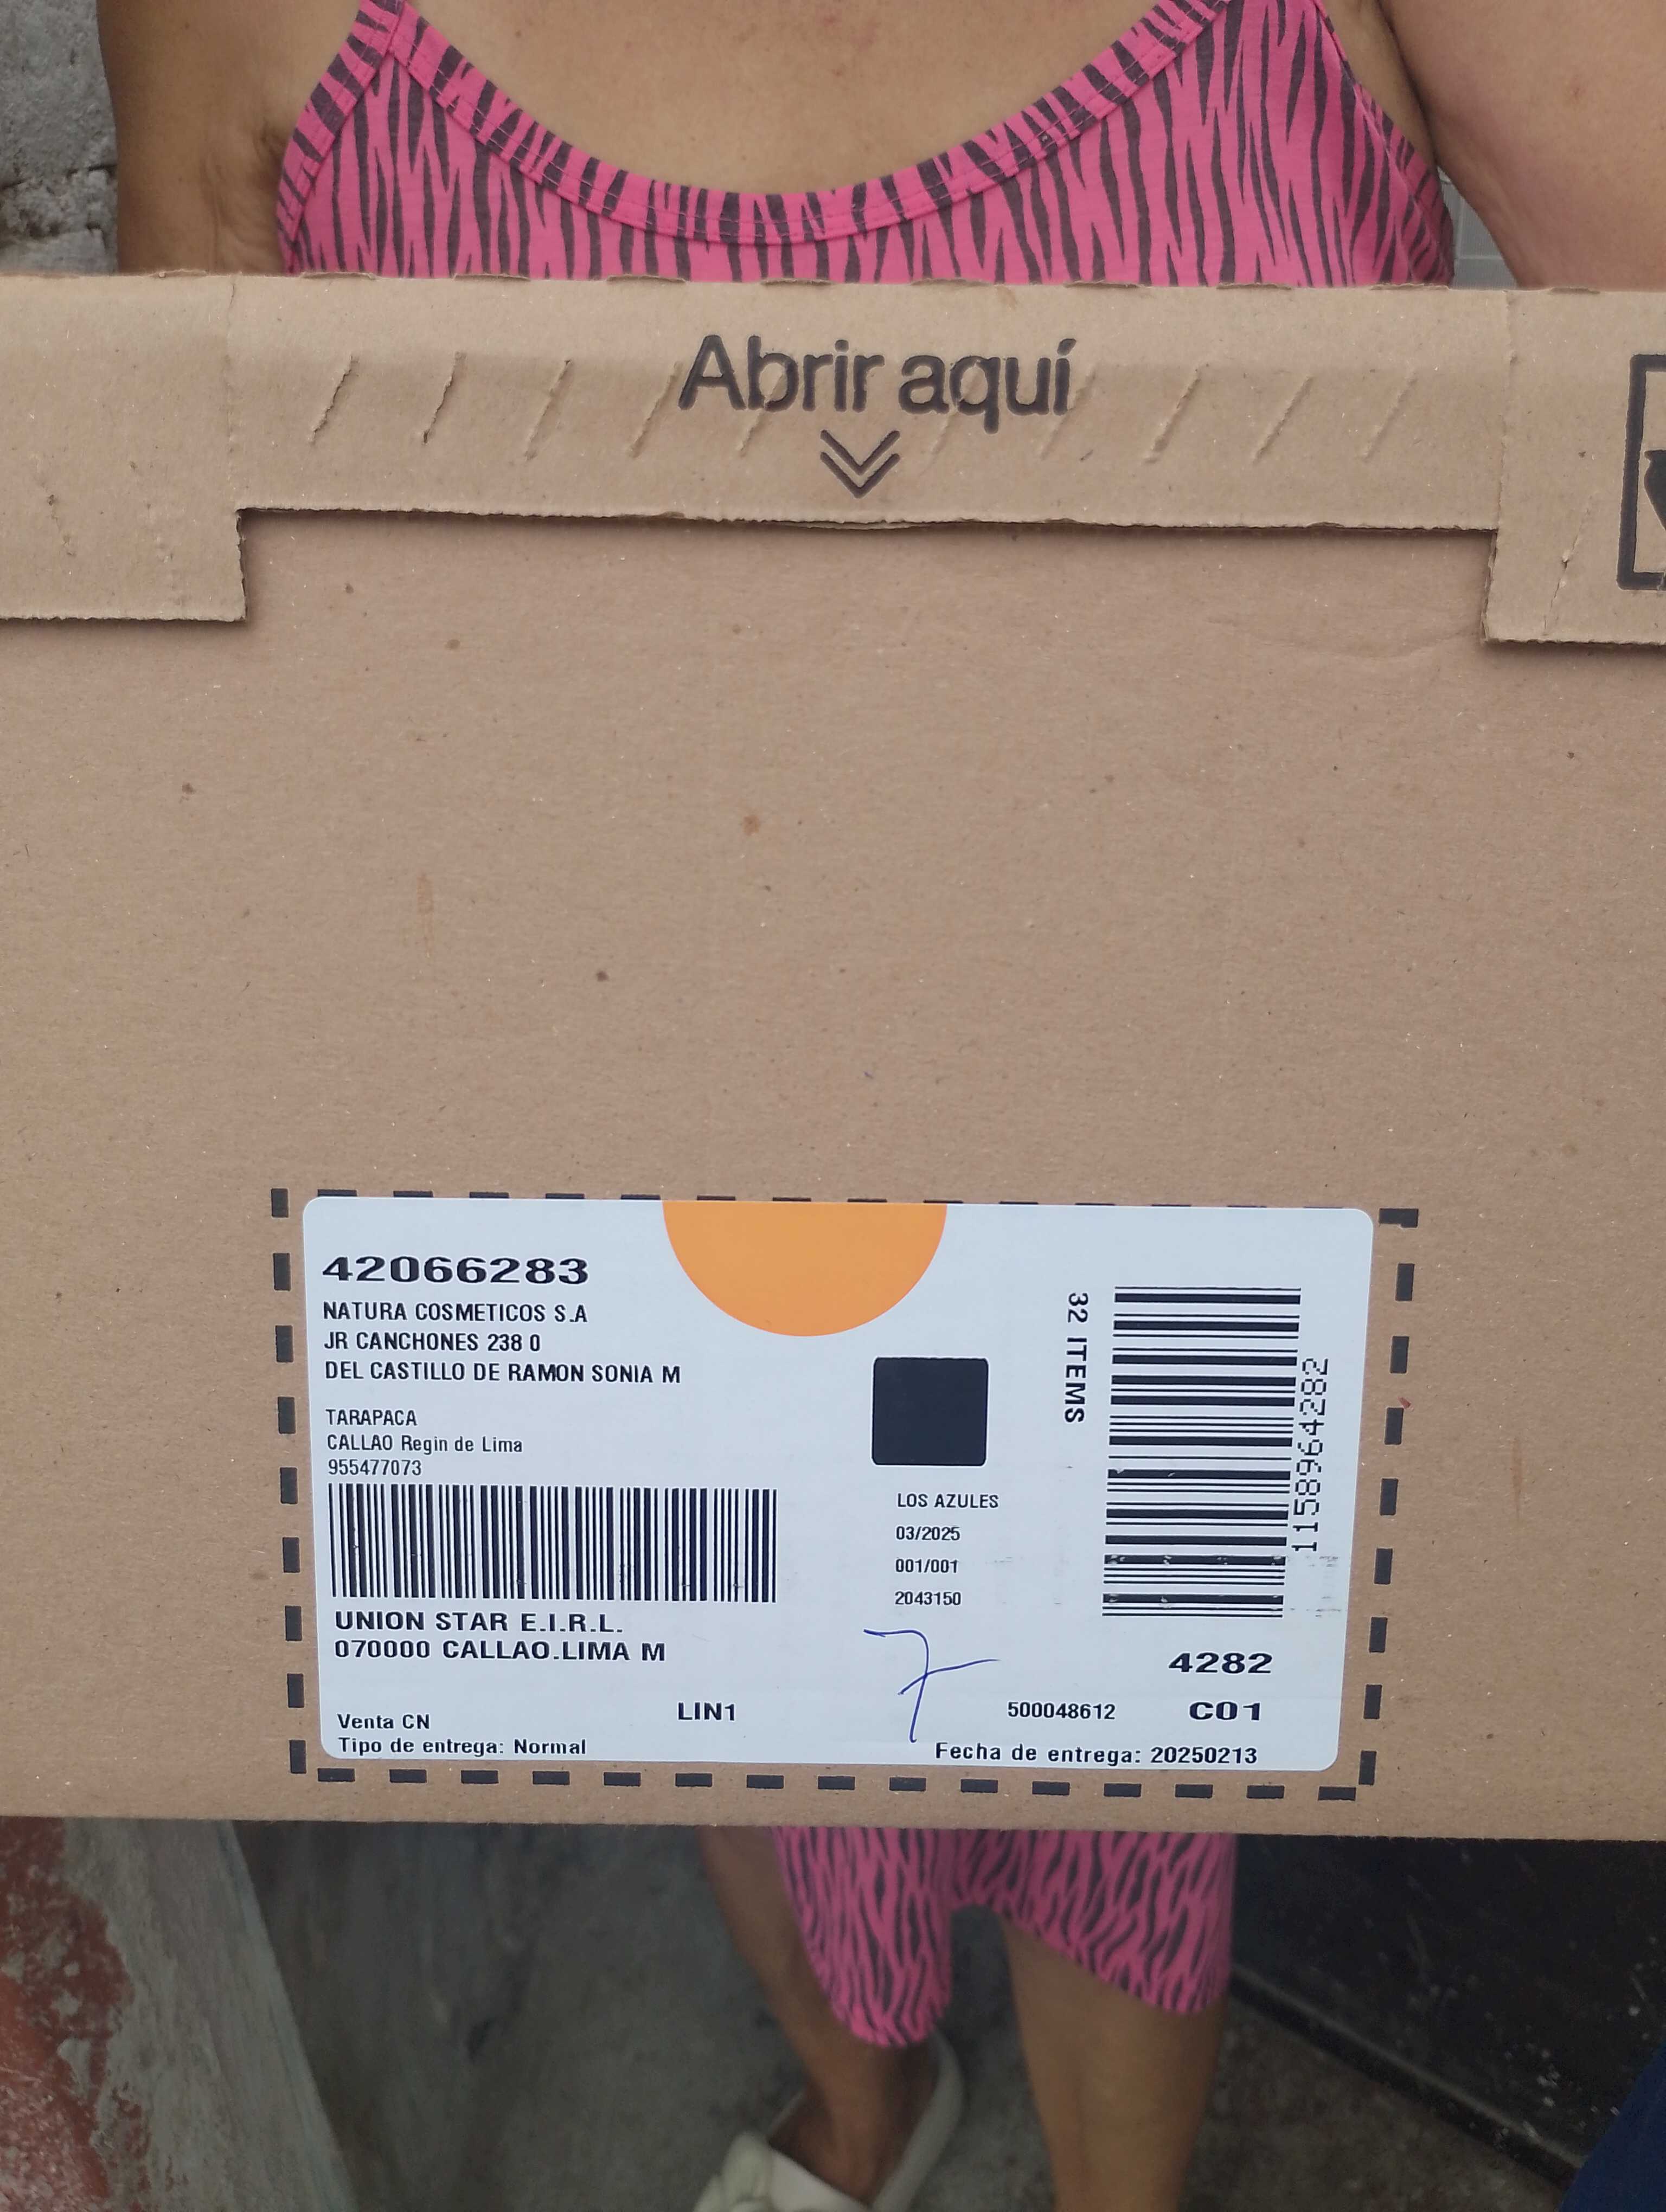 Abrir aquí
42066283
NATURA COSMETICOS S.A
JR CANCHONES 238 0
DEL CASTILLO DE RAMON SONIA M
TARAPACA
CALLAO Regin de Lima
955477073
UNION STAR E.I.R.L.
070000 CALLAO.LIMA M
Venta CN
Tipo de entrega: Normal
LIN1
LOS AZULES
03/2025
001/001
2043150
7
32 ITEMS
1158964282
4282
500048612
C01
Fecha de entrega: 20250213